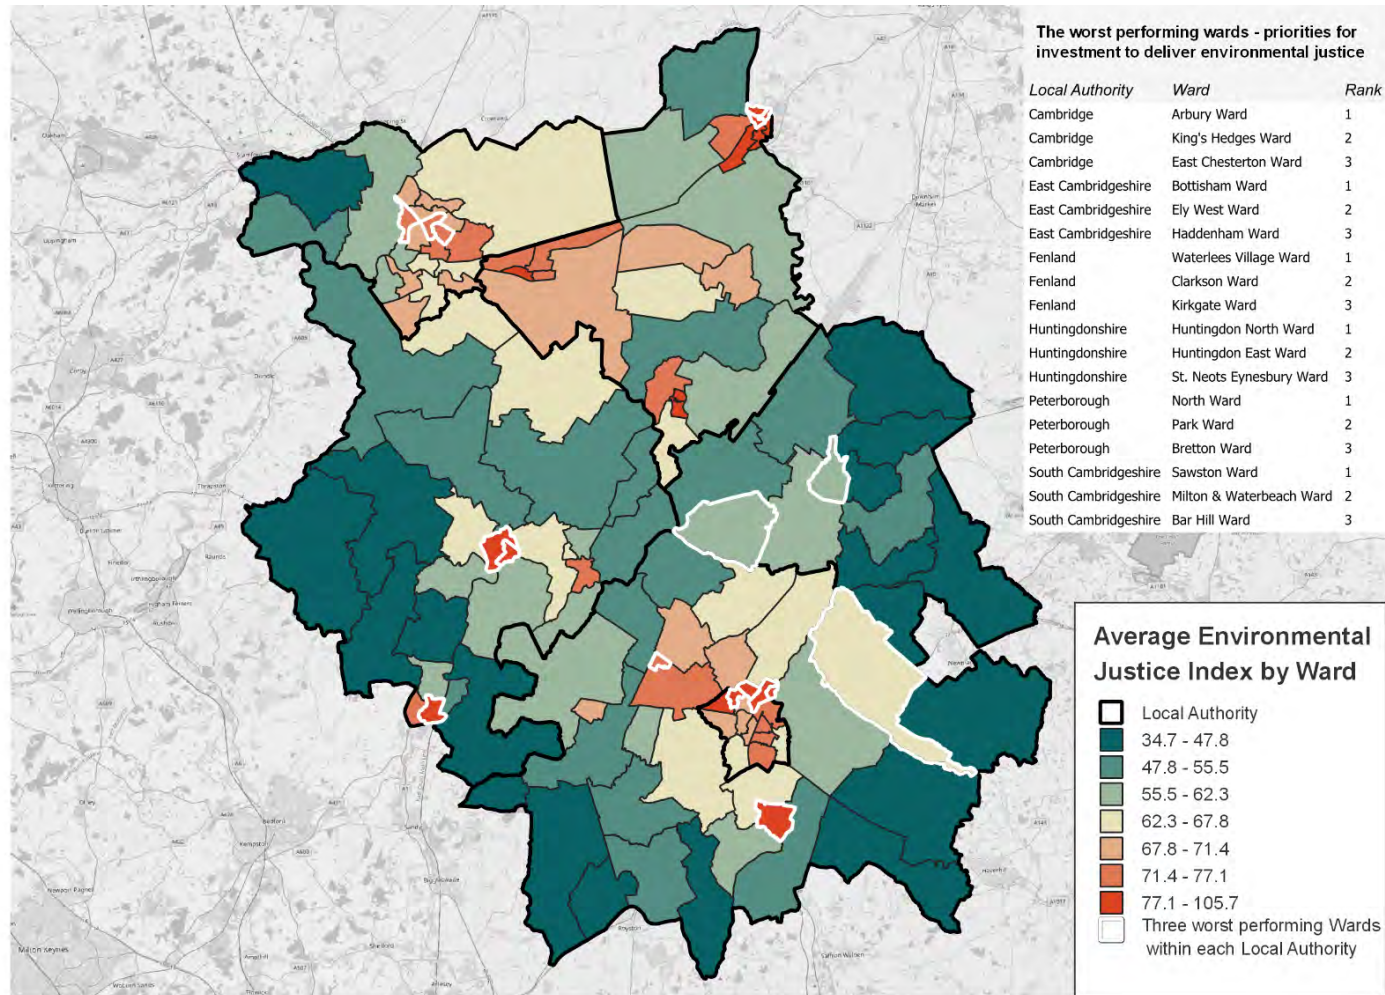 The worst performing wards - priorities for
investment to deliver environmental justice
Local Authority Ward Rank
Cambridge Arbury Ward 1
Cambridge King's Hedges Ward 2
Cambridge East Chesterton Ward 3
East Cambridgeshire Bottisham Ward 1
East Cambridgeshire Ely West Ward 2
East Cambridgeshire Haddenham Ward 3
Fenland Waterlees Village Ward 1
Fenland Clarkson Ward 2
Fenland Kirkgate Ward 3
Huntingdonshire Huntingdon North Ward 1
Huntingdonshire Huntingdon East Ward 2
Huntingdonshire St. Neots Eynesbury Ward 3
Peterborough North Ward 1
Peterborough Park Ward 2
Peterborough Bretton Ward 3
South Cambridgeshire Sawston Ward 1
South Cambridgeshire Milton & Waterbeach Ward 2
South Cambridgeshire Bar Hill Ward 3
Average Environmental
Justice Index by Ward
Local Authority
34.7 - 47.8
47.8 - 55.5
55.5 - 62.3
62.3 - 67.8
67.8 - 71.4
71.4 - 77.1
77.1 - 105.7
Three worst performing Wards
within each Local Authority
Kempston
Milton Keynes
Royston